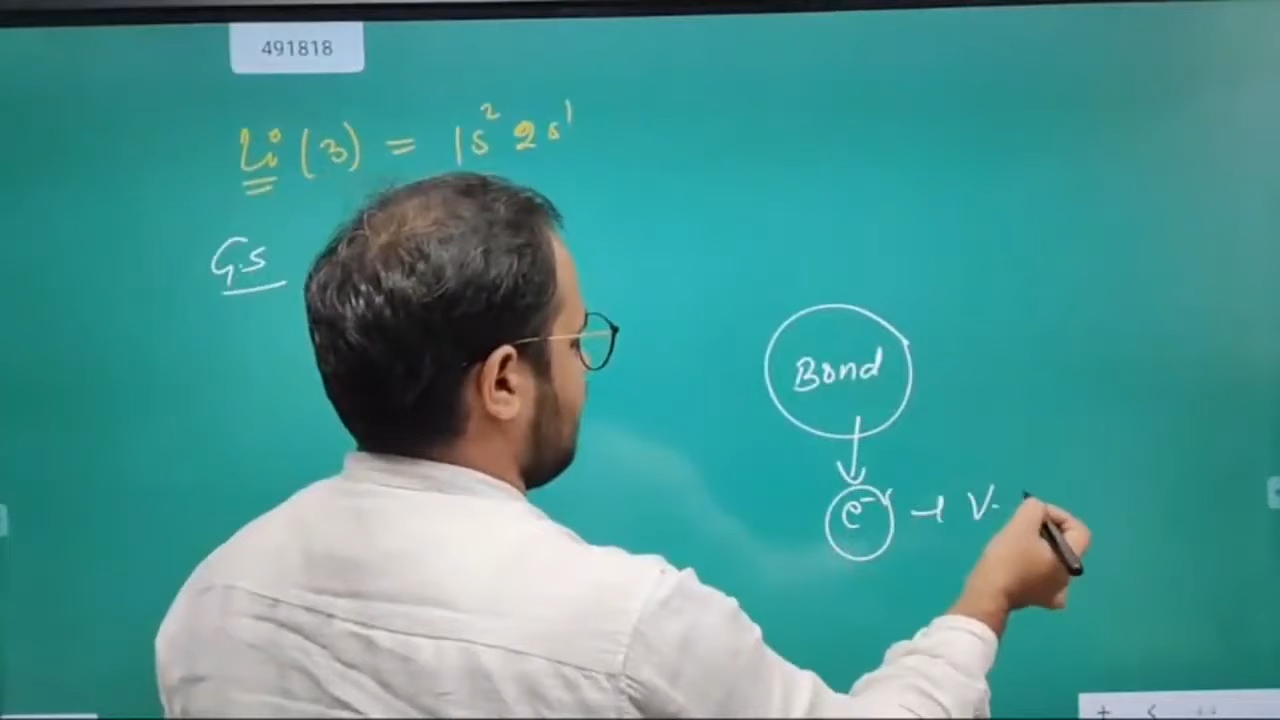 491818
Li (3) = 1s² 2s¹
G.S
Bond
e⁻ → V.